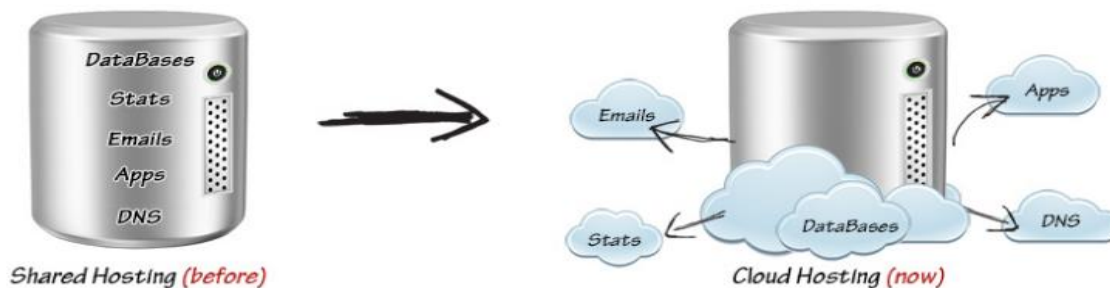 DataBases
Stats
Emails
Apps
DNS
Shared Hosting (before)
Emails
Apps
Stats
DataBases
DNS
Cloud Hosting (now)